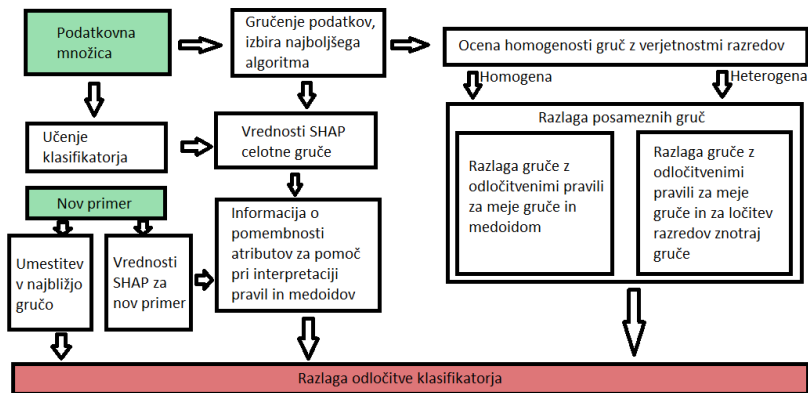 Podatkovna
množica
Gručenje podatkov,
izbira najboljšega
algoritma
Ocena homogenosti gruč z verjetnostmi razredov
Homogena
Heterogena
Učenje
klasifikatorja
Vrednosti SHAP
celotne gruče
Razlaga posameznih gruč
Razlaga gruče z
odločitvenimi pravili
za meje gruče in
medoidom
Razlaga gruče z
odločitvenimi
pravili za meje
gruče in za ločitev
razredov znotraj
gruče
Nov primer
Umestitev
v najbližjo
gručo
Vrednosti
SHAP za
nov primer
Informacija o
pomembnosti
atributov za pomoč
pri interpretaciji
pravil in medoidov
Razlaga odločitve klasifikatorja